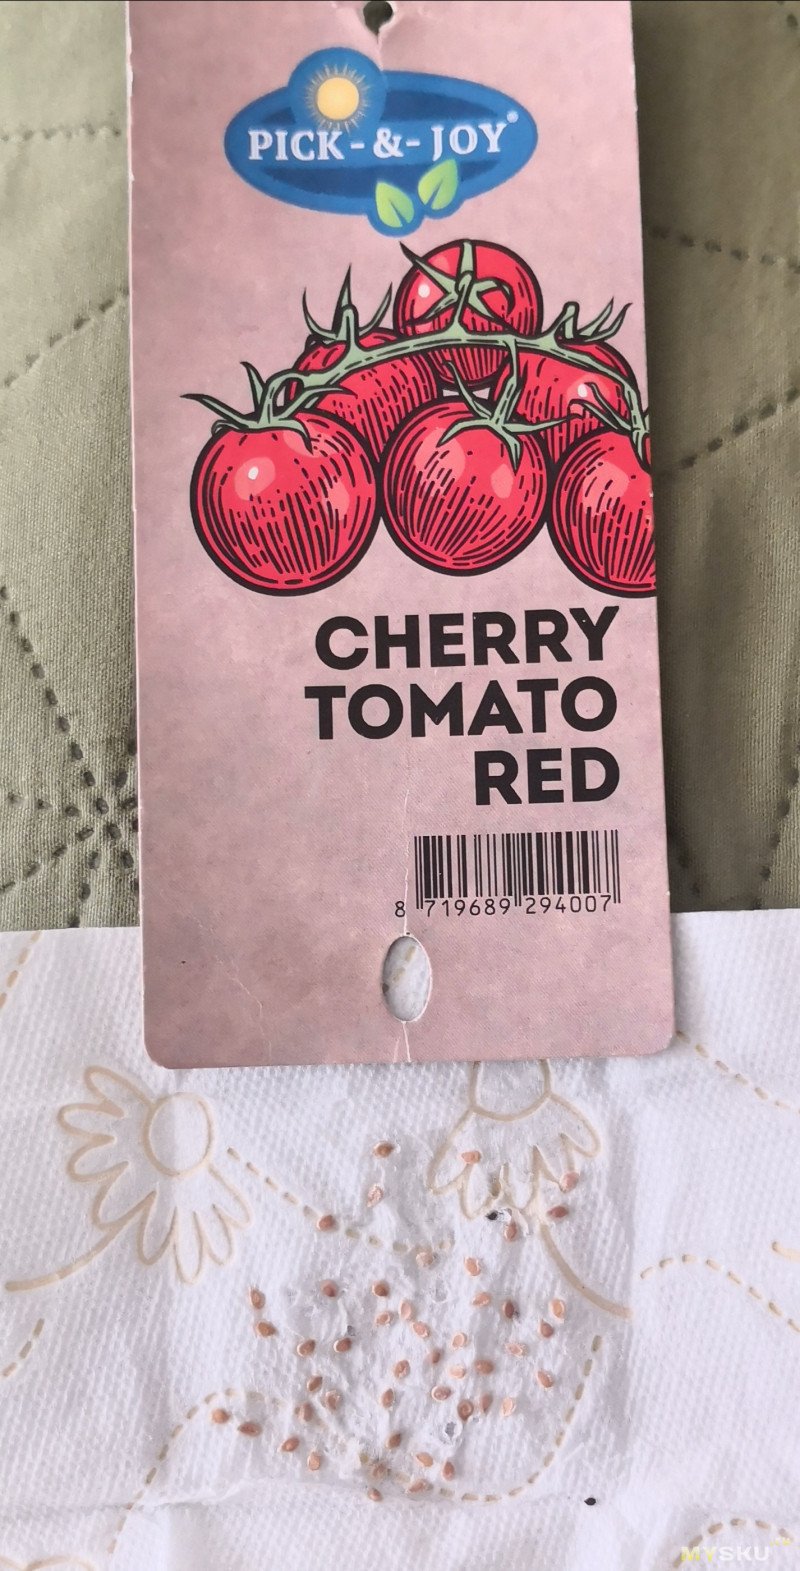 PICK-&-JOY®
CHERRY
TOMATO
RED
8 719689 294007
MYSKU